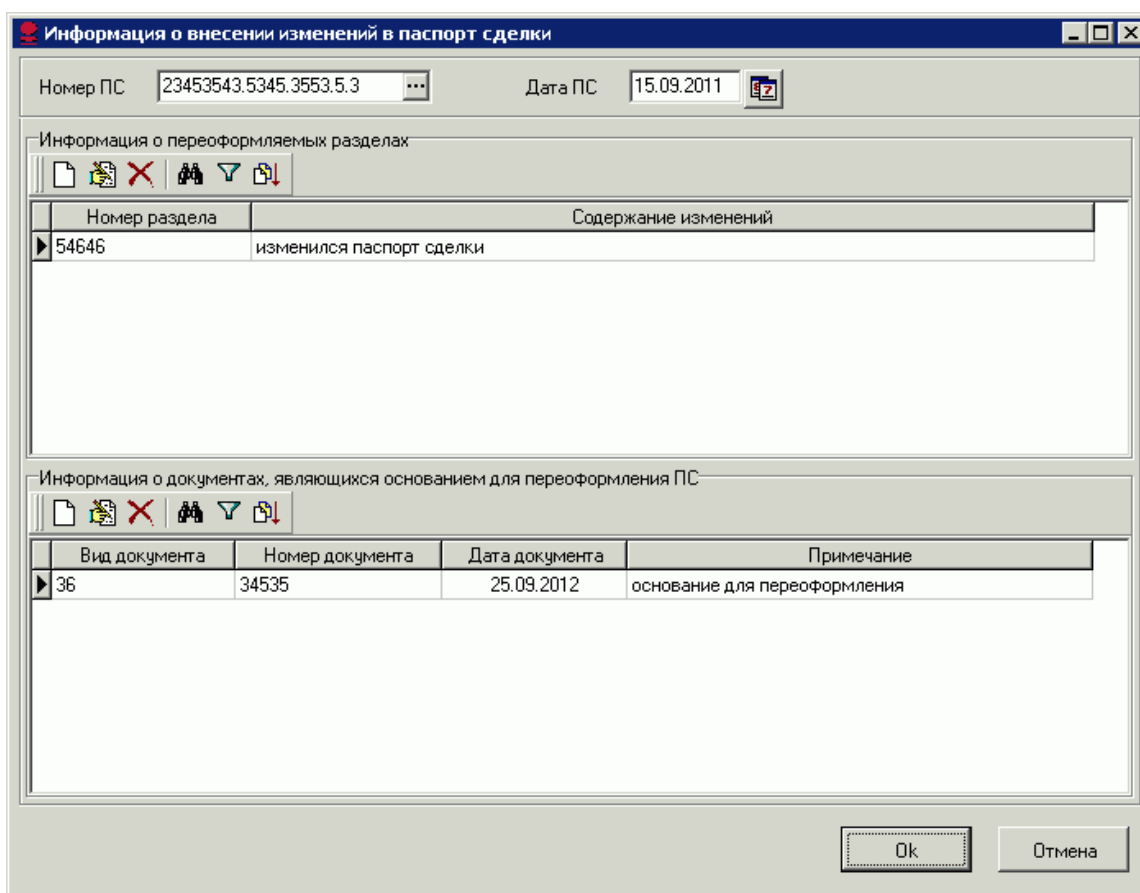 Информация о внесении изменений в паспорт сделки
Номер ПС 23453543.5345.3553.5.3 ... Дата ПС 15.09.2011
Информация о переоформляемых разделах
Номер раздела Содержание изменений
54646 изменился паспорт сделки
Информация о документах, являющихся основанием для переоформления ПС
Вид документа Номер документа Дата документа Примечание
36 34535 25.09.2012 основание для переоформления
Ok Отмена